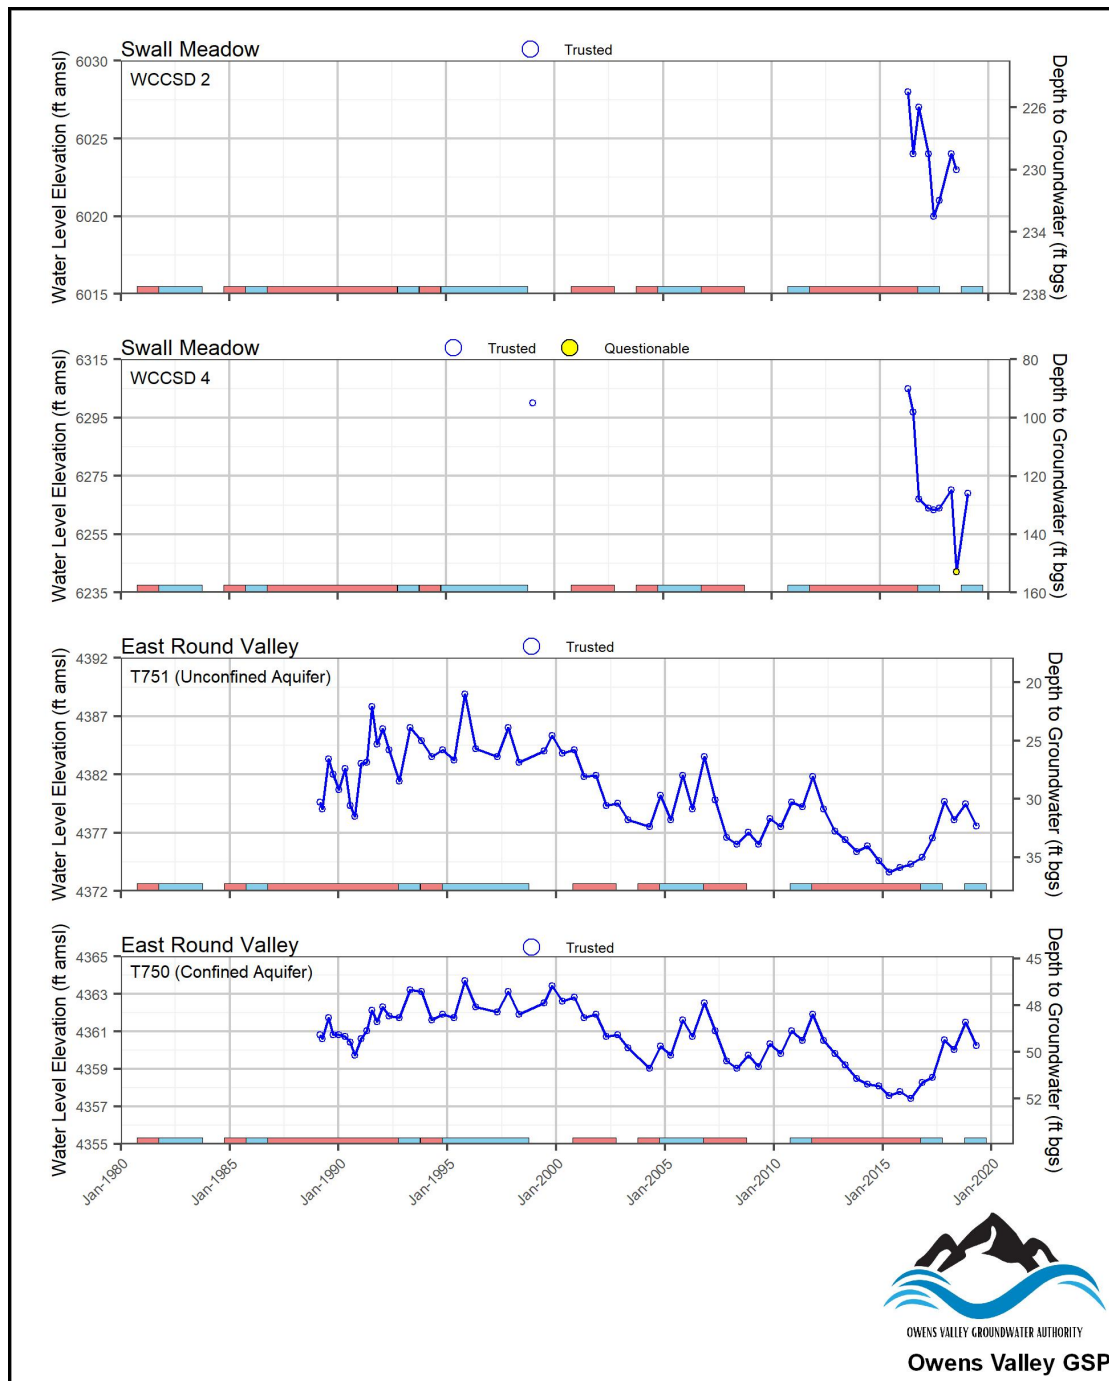 Swall Meadow
Trusted
WCCSD 2
Water Level Elevation (ft amsl)
6030
6025
6020
6015
Depth to Groundwater (ft bgs)
226
230
234
238
Swall Meadow
Trusted
Questionable
WCCSD 4
Water Level Elevation (ft amsl)
6315
6295
6275
6255
6235
Depth to Groundwater (ft bgs)
80
100
120
140
160
East Round Valley
Trusted
T751 (Unconfined Aquifer)
Water Level Elevation (ft amsl)
4392
4387
4382
4377
4372
Depth to Groundwater (ft bgs)
20
25
30
35
East Round Valley
Trusted
T750 (Confined Aquifer)
Water Level Elevation (ft amsl)
4365
4363
4361
4359
4357
4355
Depth to Groundwater (ft bgs)
45
48
50
52
Jan-1980
Jan-1985
Jan-1990
Jan-1995
Jan-2000
Jan-2005
Jan-2010
Jan-2015
Jan-2020
OWENS VALLEY GROUNDWATER AUTHORITY
Owens Valley GSP